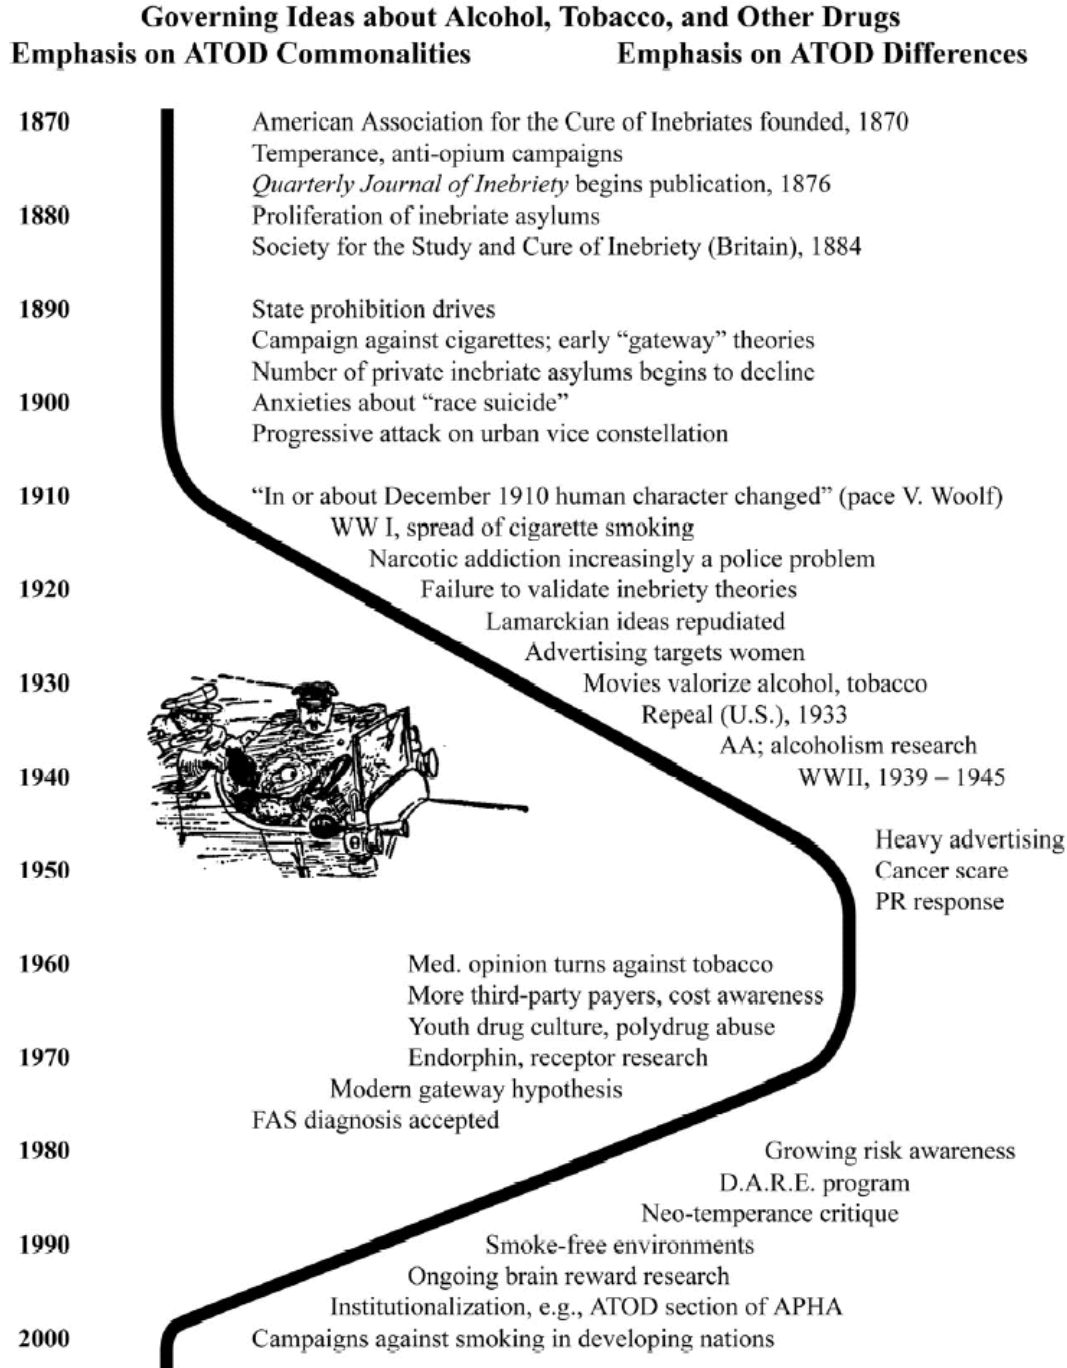 Governing Ideas about Alcohol, Tobacco, and Other Drugs
Emphasis on ATOD Commonalities Emphasis on ATOD Differences
1870 American Association for the Cure of Inebriates founded, 1870
Temperance, anti-opium campaigns
Quarterly Journal of Inebriety begins publication, 1876
1880 Proliferation of inebriate asylums
Society for the Study and Cure of Inebriety (Britain), 1884
1890 State prohibition drives
Campaign against cigarettes; early “gateway” theories
Number of private inebriate asylums begins to decline
1900 Anxieties about “race suicide”
Progressive attack on urban vice constellation
1910 “In or about December 1910 human character changed” (pace V. Woolf)
WW I, spread of cigarette smoking
Narcotic addiction increasingly a police problem
1920 Failure to validate inebriety theories
Lamarckian ideas repudiated
Advertising targets women
1930 Movies valorize alcohol, tobacco
Repeal (U.S.), 1933
AA; alcoholism research
1940 WWII, 1939 – 1945
Heavy advertising
1950 Cancer scare
PR response
1960 Med. opinion turns against tobacco
More third-party payers, cost awareness
Youth drug culture, polydrug abuse
1970 Endorphin, receptor research
Modern gateway hypothesis
FAS diagnosis accepted
1980 Growing risk awareness
D.A.R.E. program
Neo-temperance critique
1990 Smoke-free environments
Ongoing brain reward research
Institutionalization, e.g., ATOD section of APHA
2000 Campaigns against smoking in developing nations